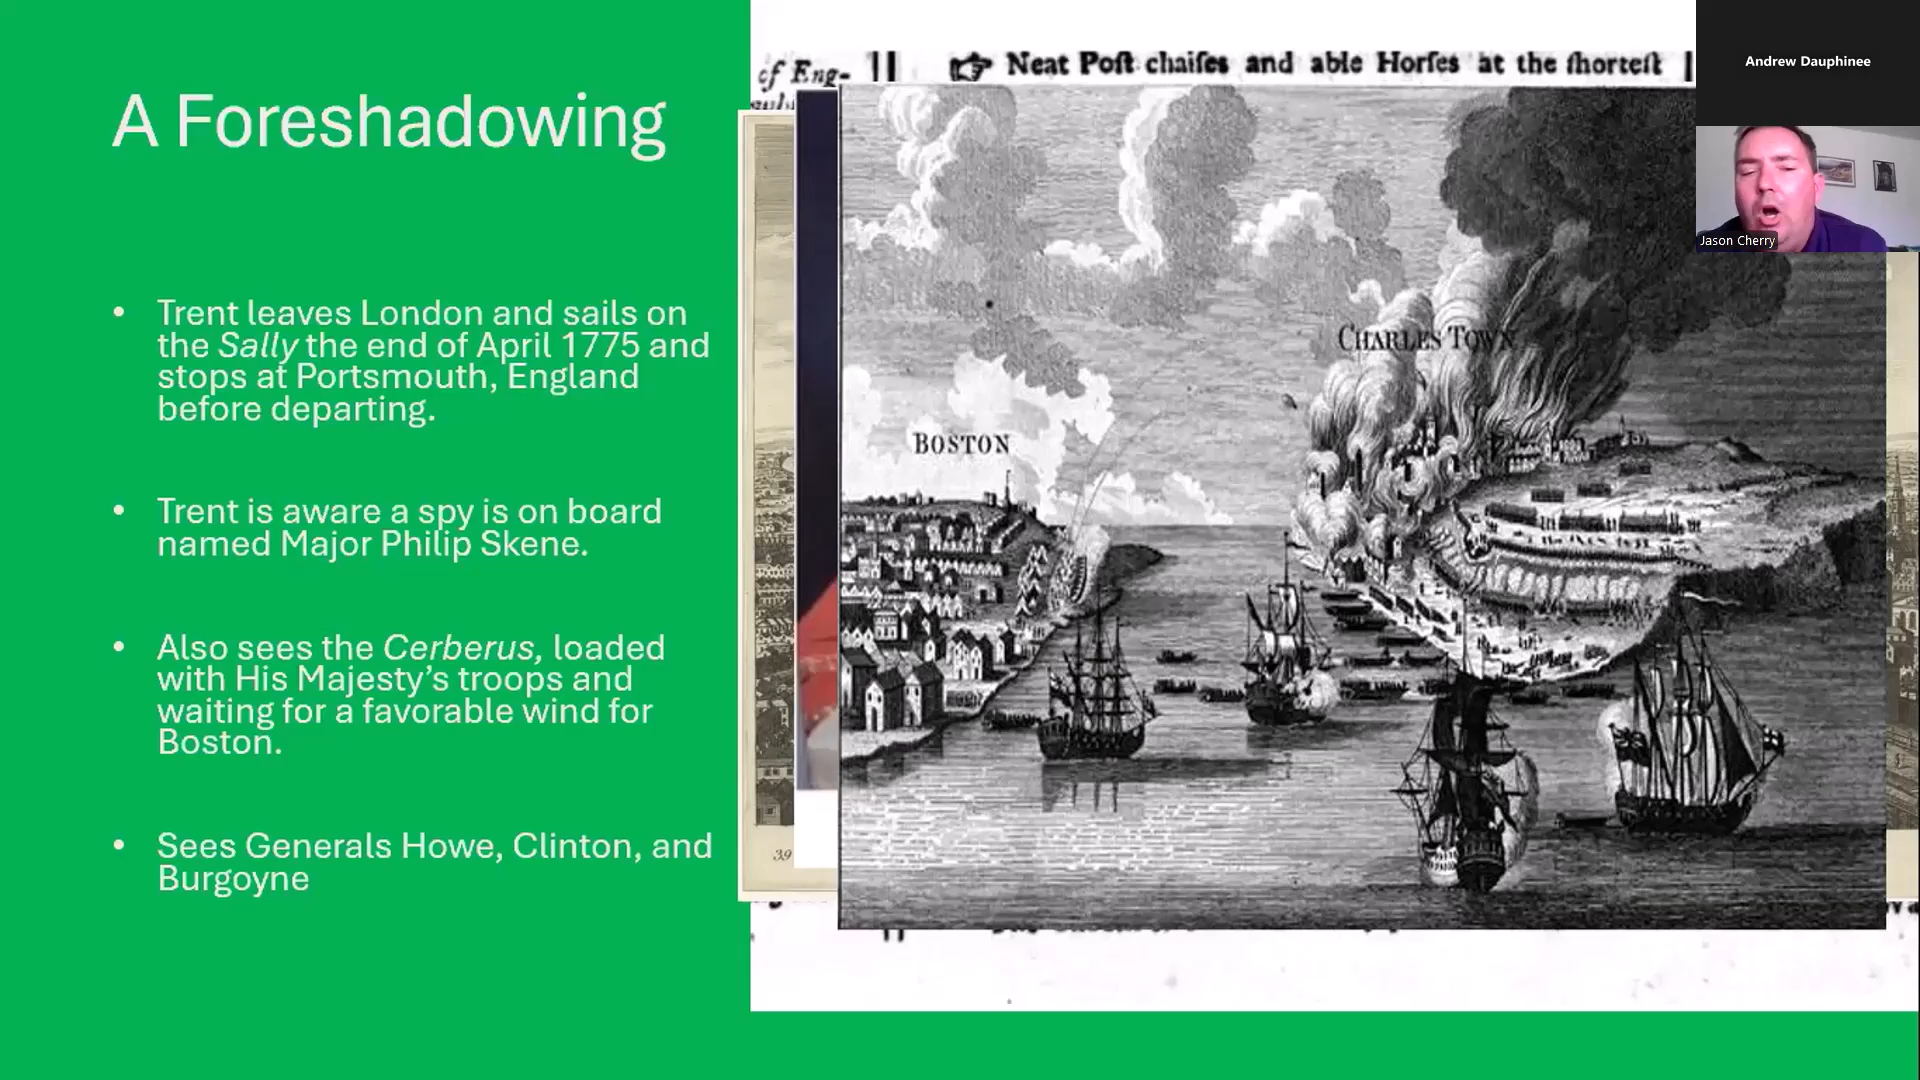 A Foreshadowing
• Trent leaves London and sails on
the Sally the end of April 1775 and
stops at Portsmouth, England
before departing.
• Trent is aware a spy is on board
named Major Philip Skene.
• Also sees the Cerberus, loaded
with His Majesty’s troops and
waiting for a favorable wind for
Boston.
• Sees Generals Howe, Clinton, and
Burgoyne
of Eng-
Neat Poſt chaiſes and able Horſes at the ſhorteſt
CHARLES TOWN
BOSTON
39
Andrew Dauphinee
Jason Cherry